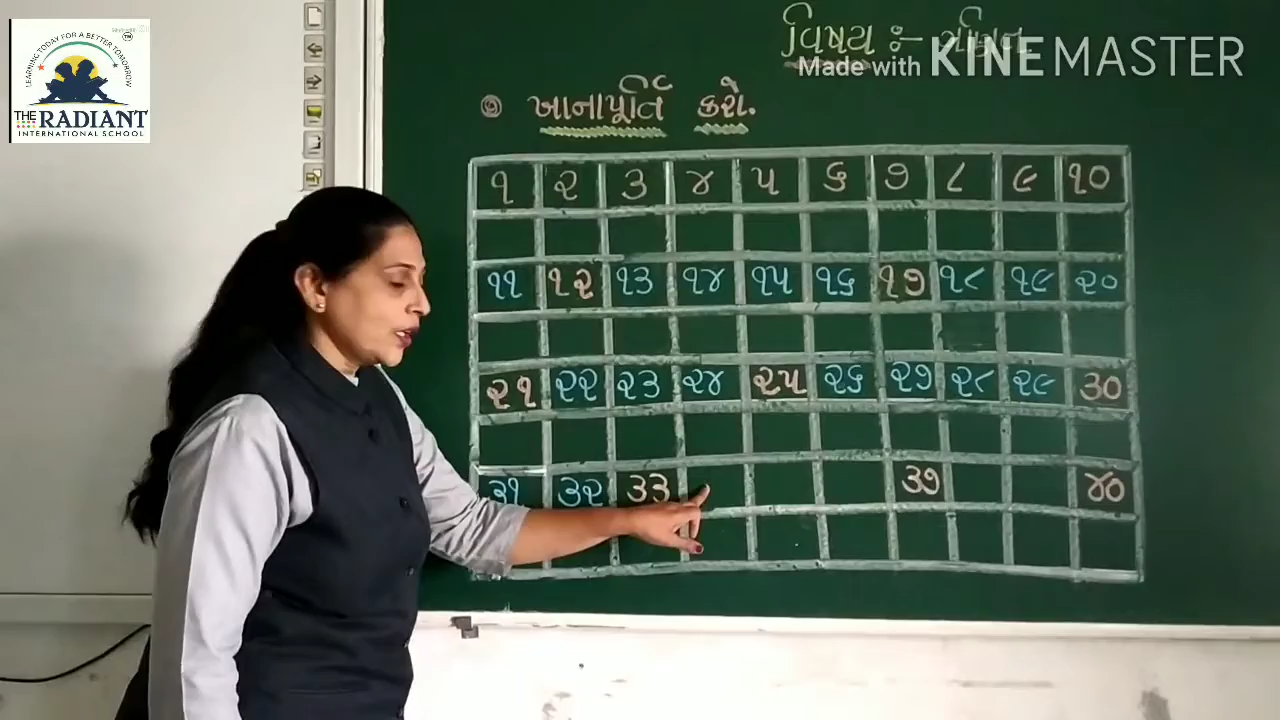 LEARNING TODAY FOR A BETTER TOMORROW
THE RADIANT
INTERNATIONAL SCHOOL
વિષય :-
Made with KINEMASTER
૭ ખાનાપૂર્તિ કરો.
૧ ૨ ૩ ૪ ૫ ૬ ૭ ૮ ૯ ૧૦
૧૧ ૧૨ ૧૩ ૧૪ ૧૫ ૧૬ ૧૭ ૧૮ ૧૯ ૨૦
૨૧ ૨૨ ૨૩ ૨૪ ૨૫ ૨૬ ૨૭ ૨૮ ૨૯ ૩૦
૩૧ ૩૨ ૩૩ ૩૭ ૪૦